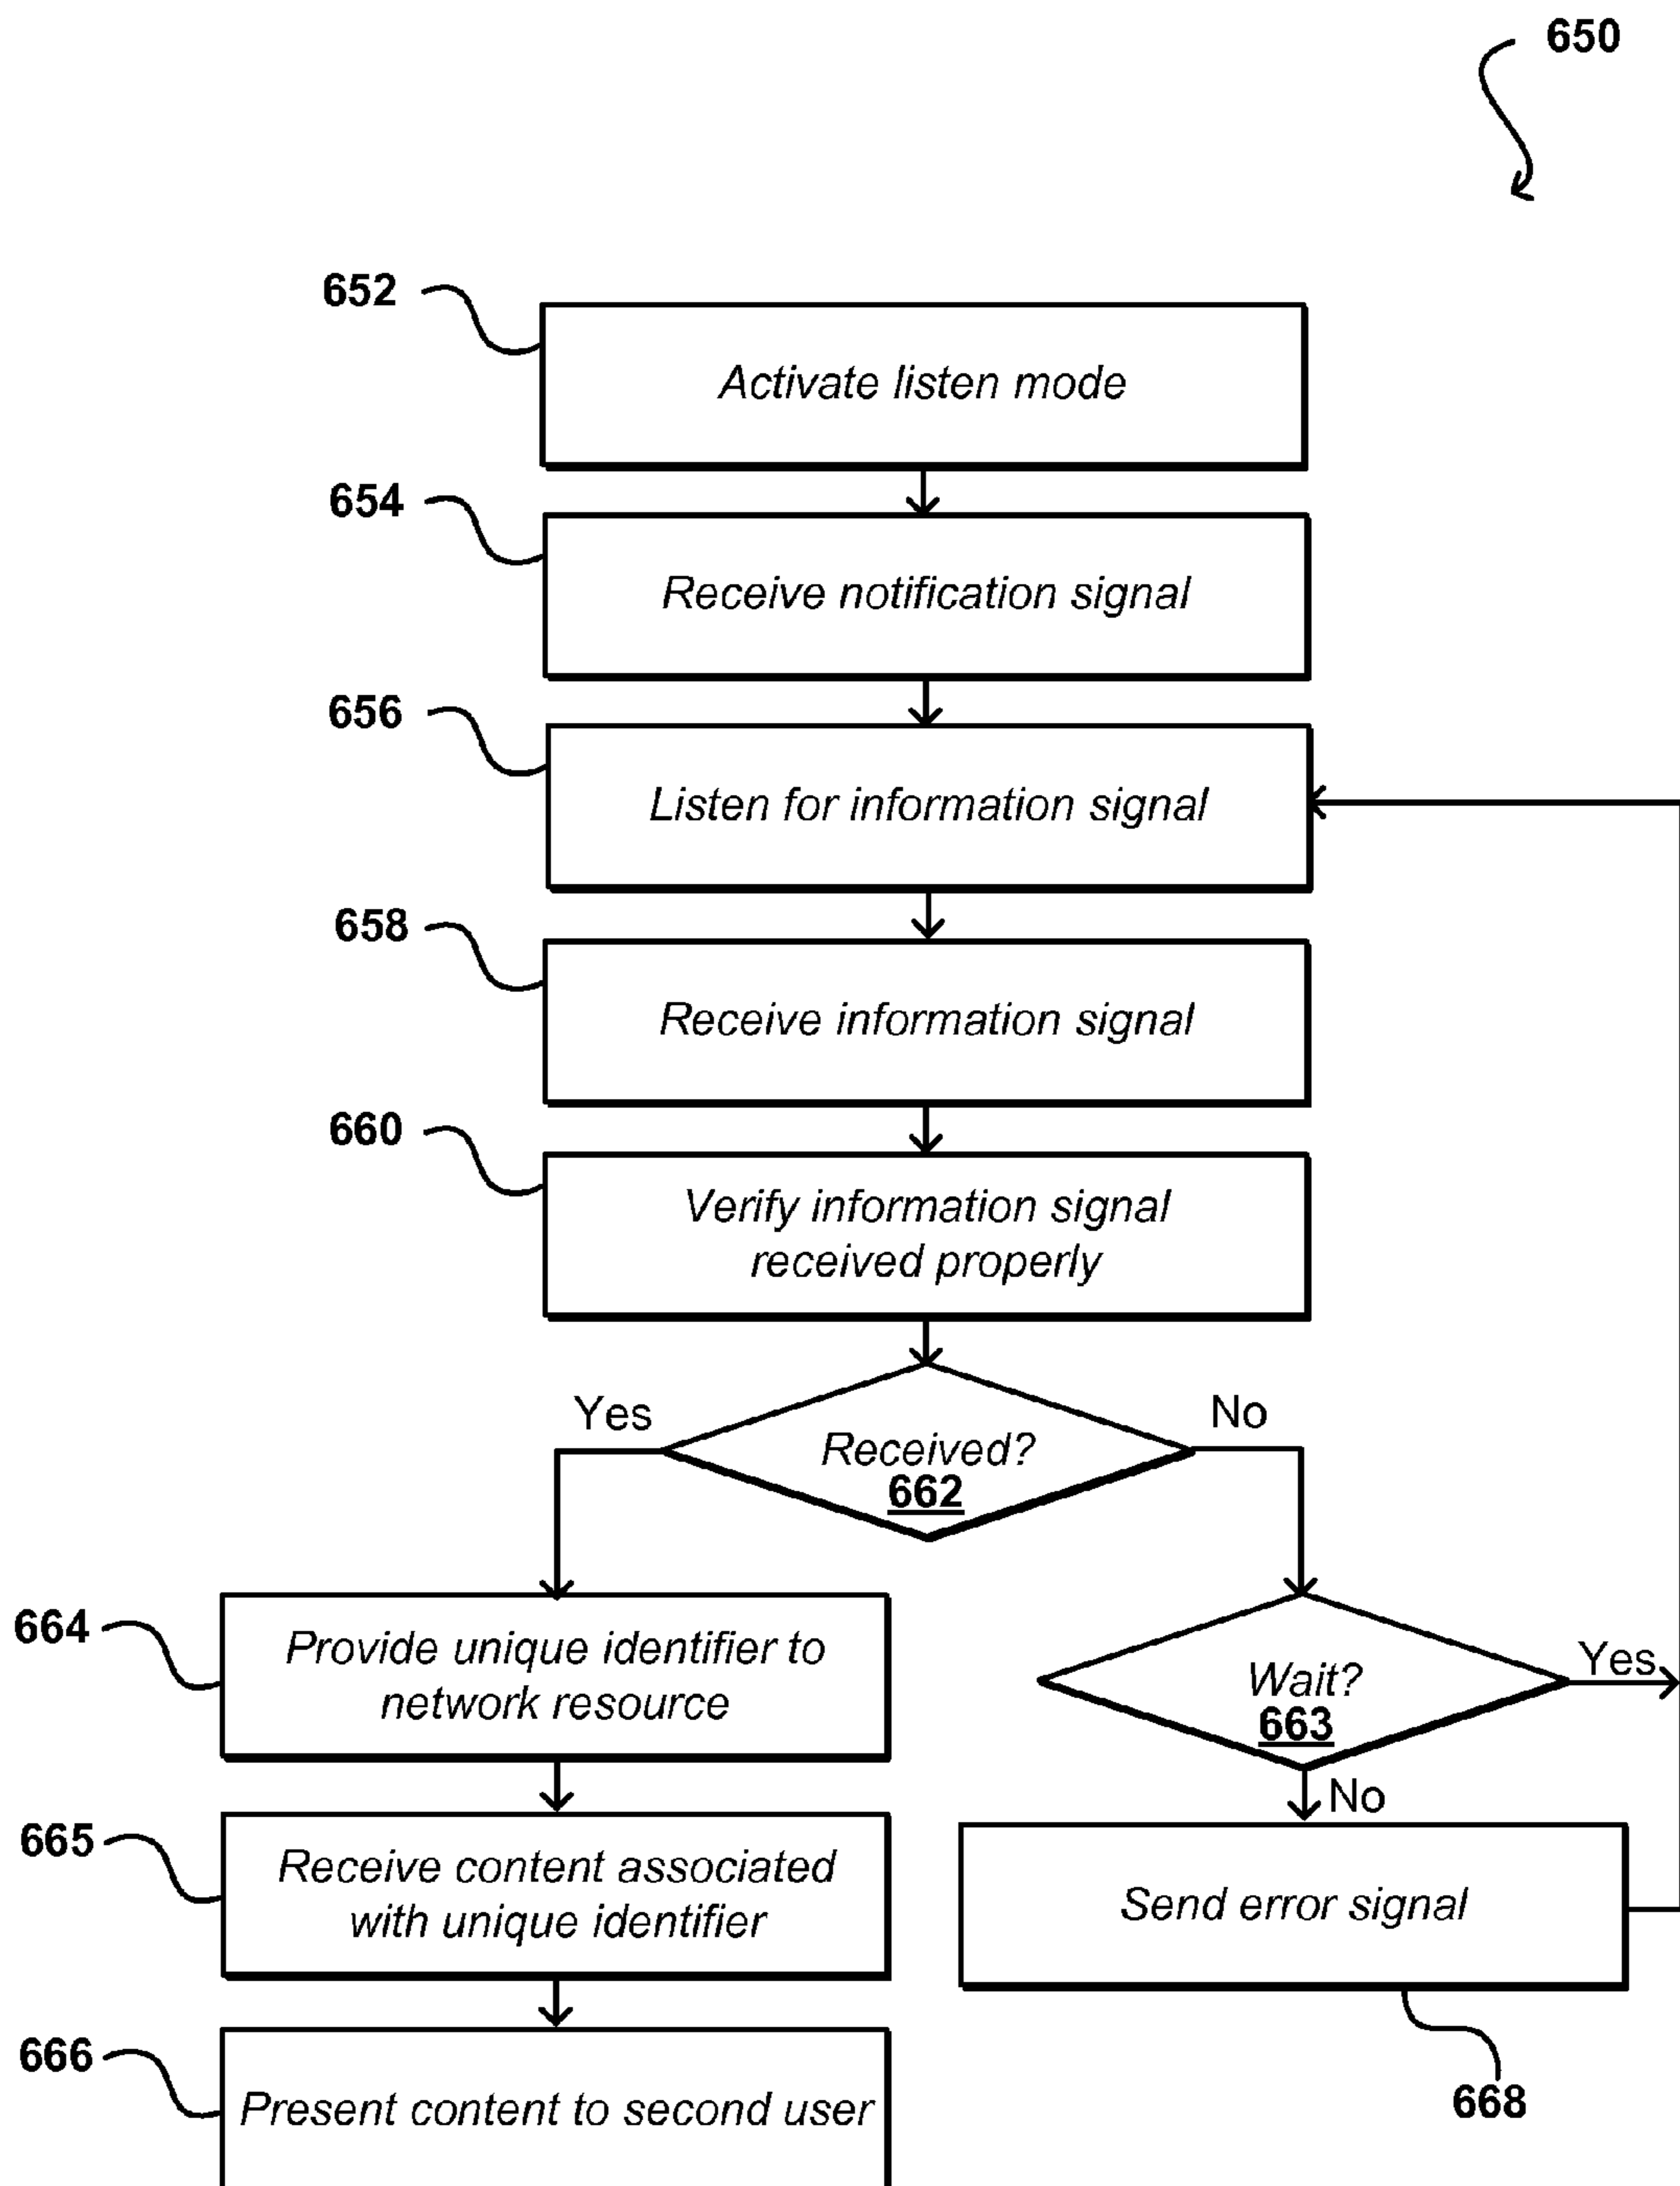 650
652
Activate listen mode
654
Receive notification signal
656
Listen for information signal
658
Receive information signal
660
Verify information signal
received properly
Yes
No
Received?
662
664
Provide unique identifier to
network resource
Wait?
663
Yes
No
665
Receive content associated
with unique identifier
Send error signal
666
Present content to second user
668